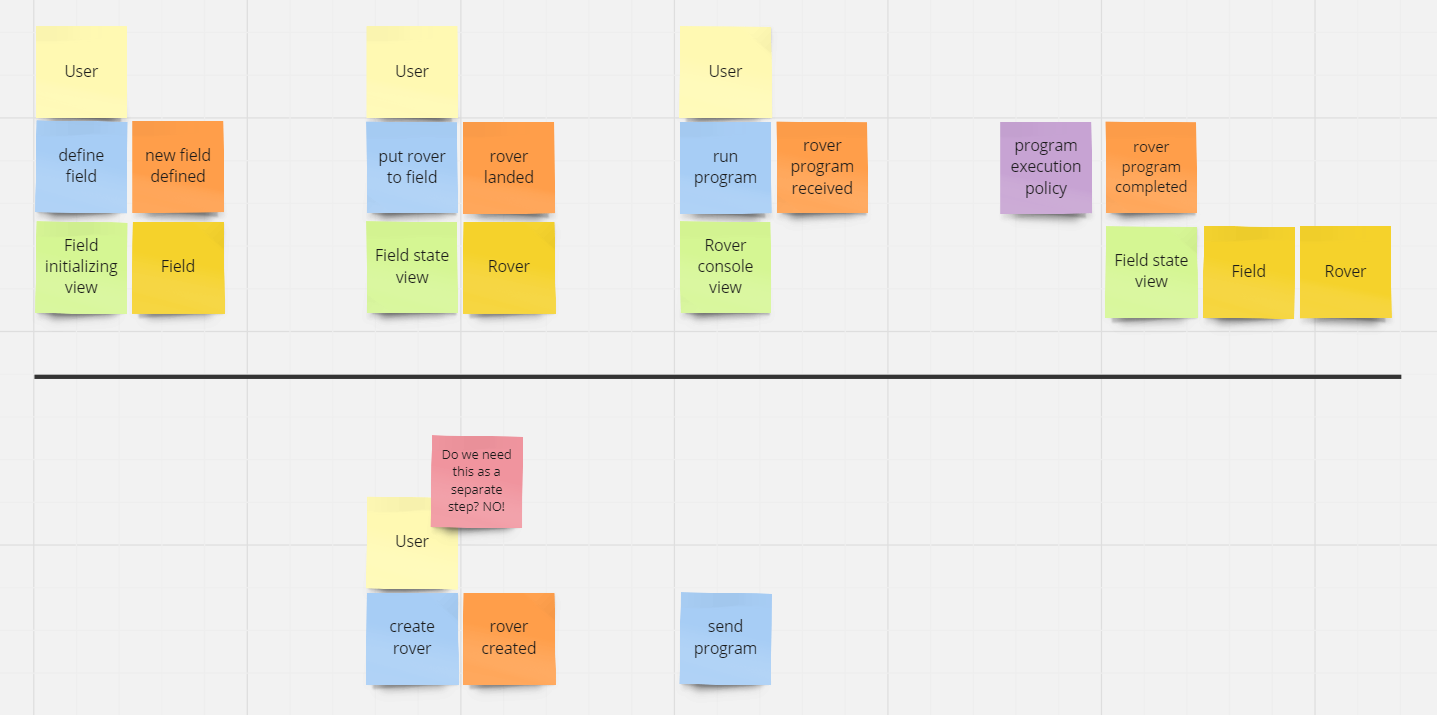 User
User
User
define
field
new field
defined
put rover
to field
rover
landed
run
program
rover
program
received
program
execution
policy
rover
program
completed
Field
initializing
view
Field
Field state
view
Rover
Rover
console
view
Field state
view
Field
Rover
Do we need
this as a
separate
step? NO!
User
create
rover
rover
created
send
program